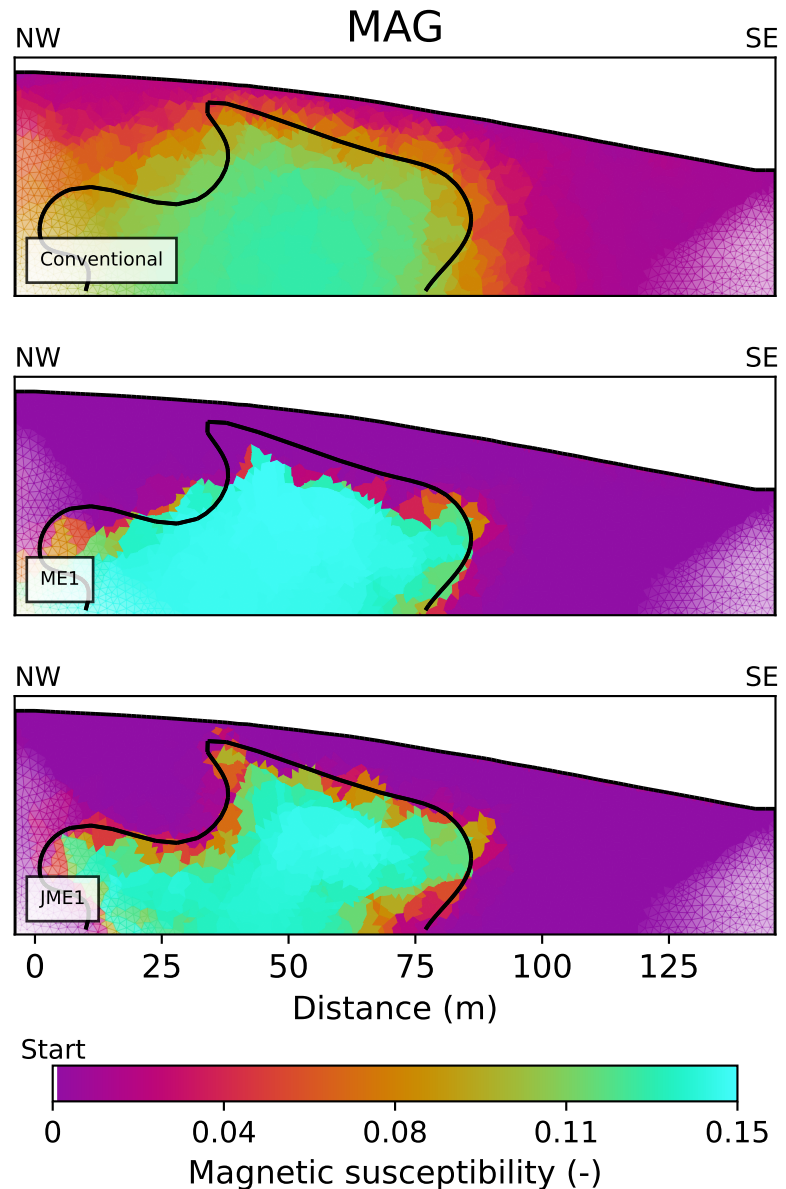 MAG
NW SE
Conventional
NW SE
ME1
NW SE
JME1
0 25 50 75 100 125
Distance (m)
Start
0 0.04 0.08 0.11 0.15
Magnetic susceptibility (-)